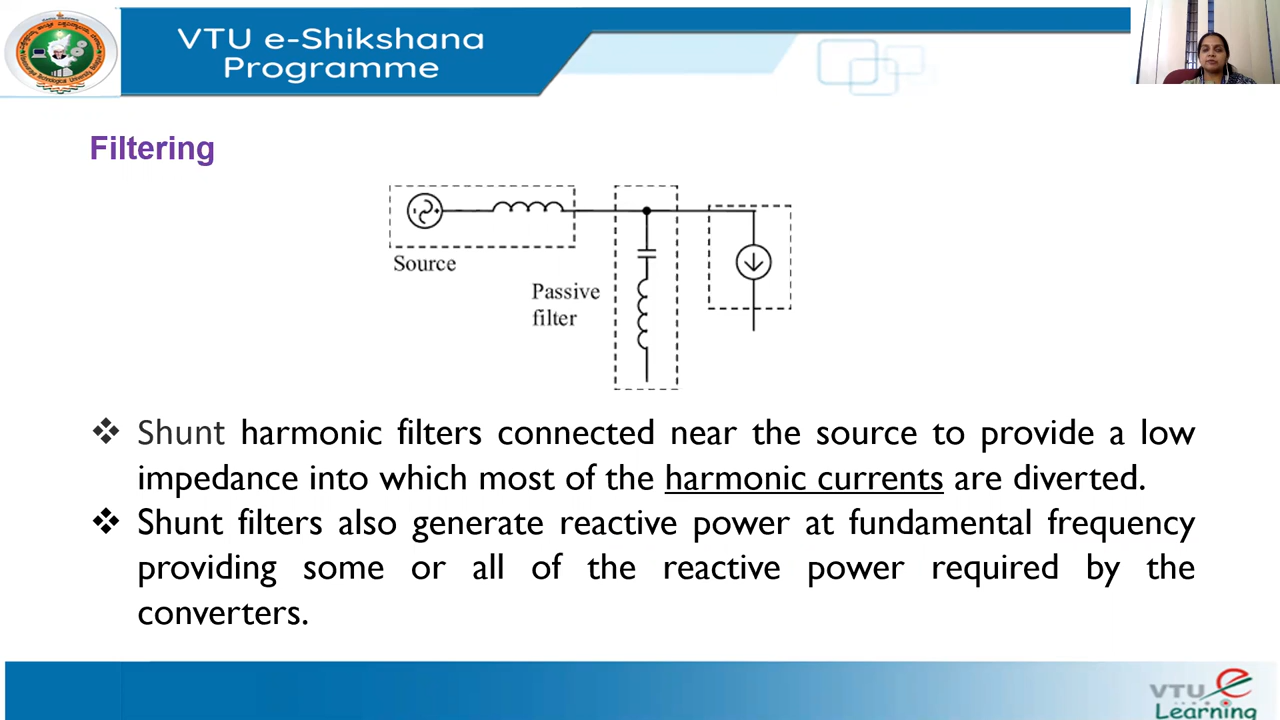 VTU e-Shikshana
Programme
Filtering
Source
Passive
filter
❖ Shunt harmonic filters connected near the source to provide a low
impedance into which most of the harmonic currents are diverted.
❖ Shunt filters also generate reactive power at fundamental frequency
providing some or all of the reactive power required by the
converters.
VTU e
Learning